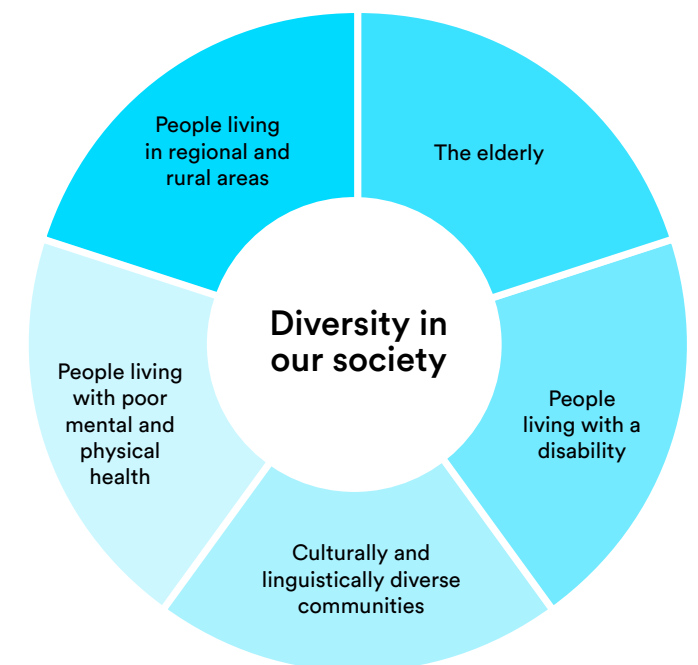 Diversity in
our society
The elderly
People
living with a
disability
Culturally and
linguistically diverse
communities
People living
with poor
mental and
physical
health
People living
in regional and
rural areas